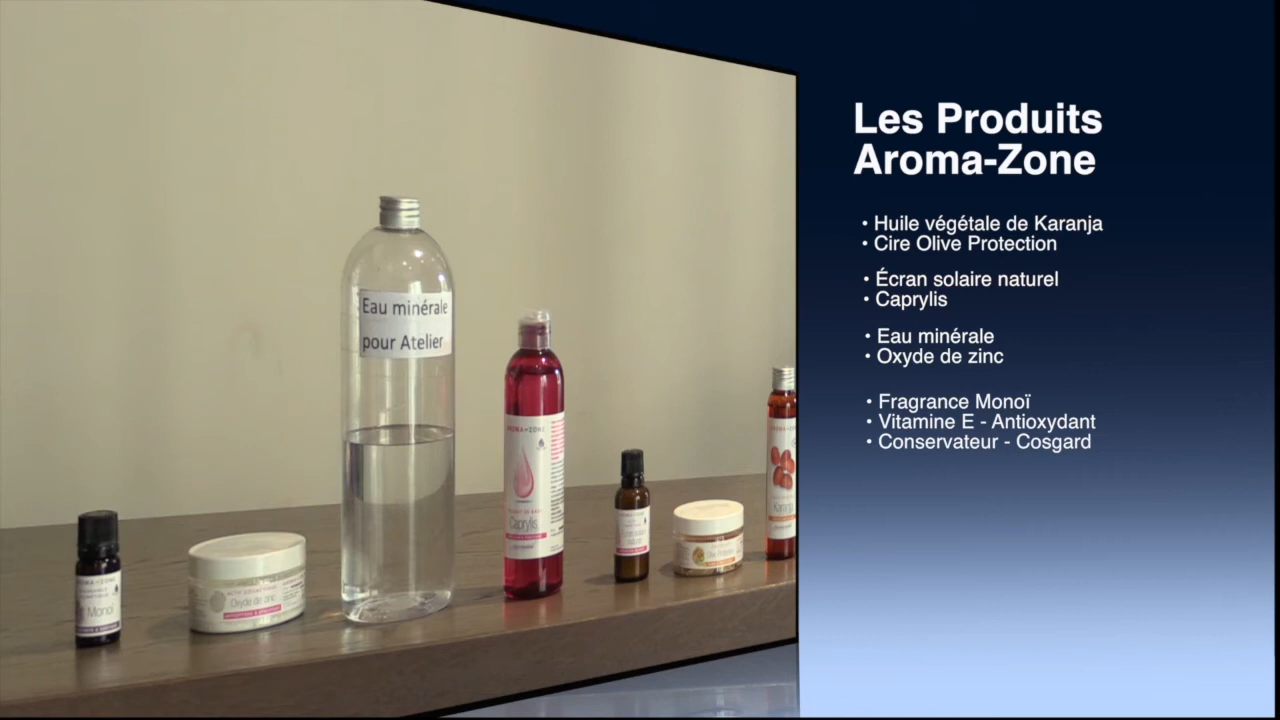 Les Produits
Aroma-Zone
• Huile végétale de Karanja
• Cire Olive Protection
• Écran solaire naturel
• Caprylis
• Eau minérale
• Oxyde de zinc
• Fragrance Monoï
• Vitamine E - Antioxydant
• Conservateur - Cosgard
Eau minérale
pour Atelier
Monoï
Oxyde de zinc
Caprylis
Karanja